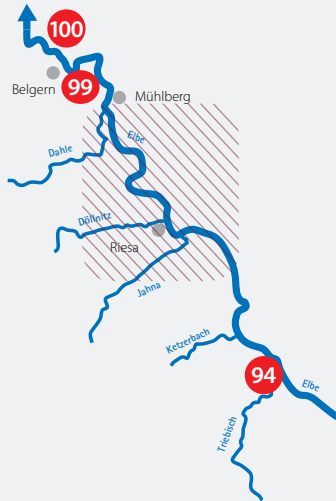 100
Belgern
99
Mühlberg
Elbe
Dahle
Döllnitz
Riesa
Jahna
Ketzerbach
94
Elbe
Triebisch